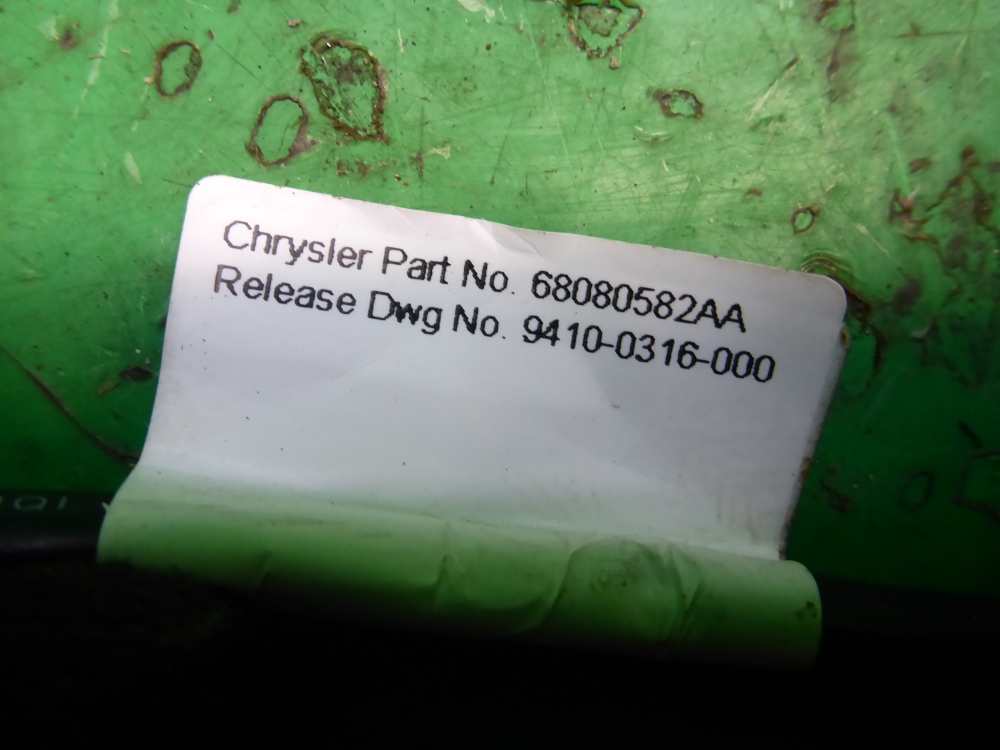 Chrysler Part No. 68080582AA
Release Dwg No. 9410-0316-000